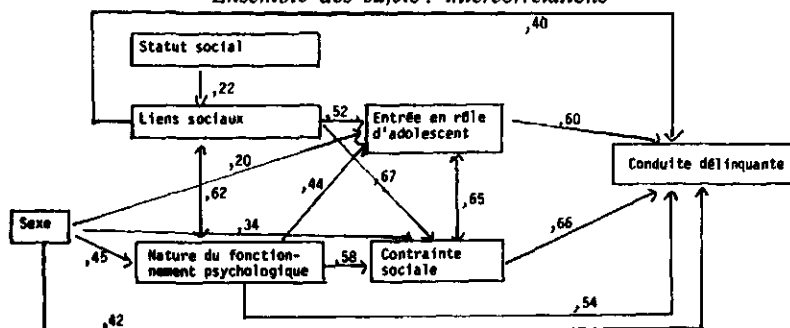 Ensemble des sujets : intercorrélations
,40
Statut social
,22
Liens sociaux
,52
Entrée en rôle
d'adolescent
,60
Conduite délinquante
,20
,62
,44
,67
,65
,34
,66
Sexe
,45
Nature du fonction-
nement psychologique
,58
Contrainte
sociale
,54
,42